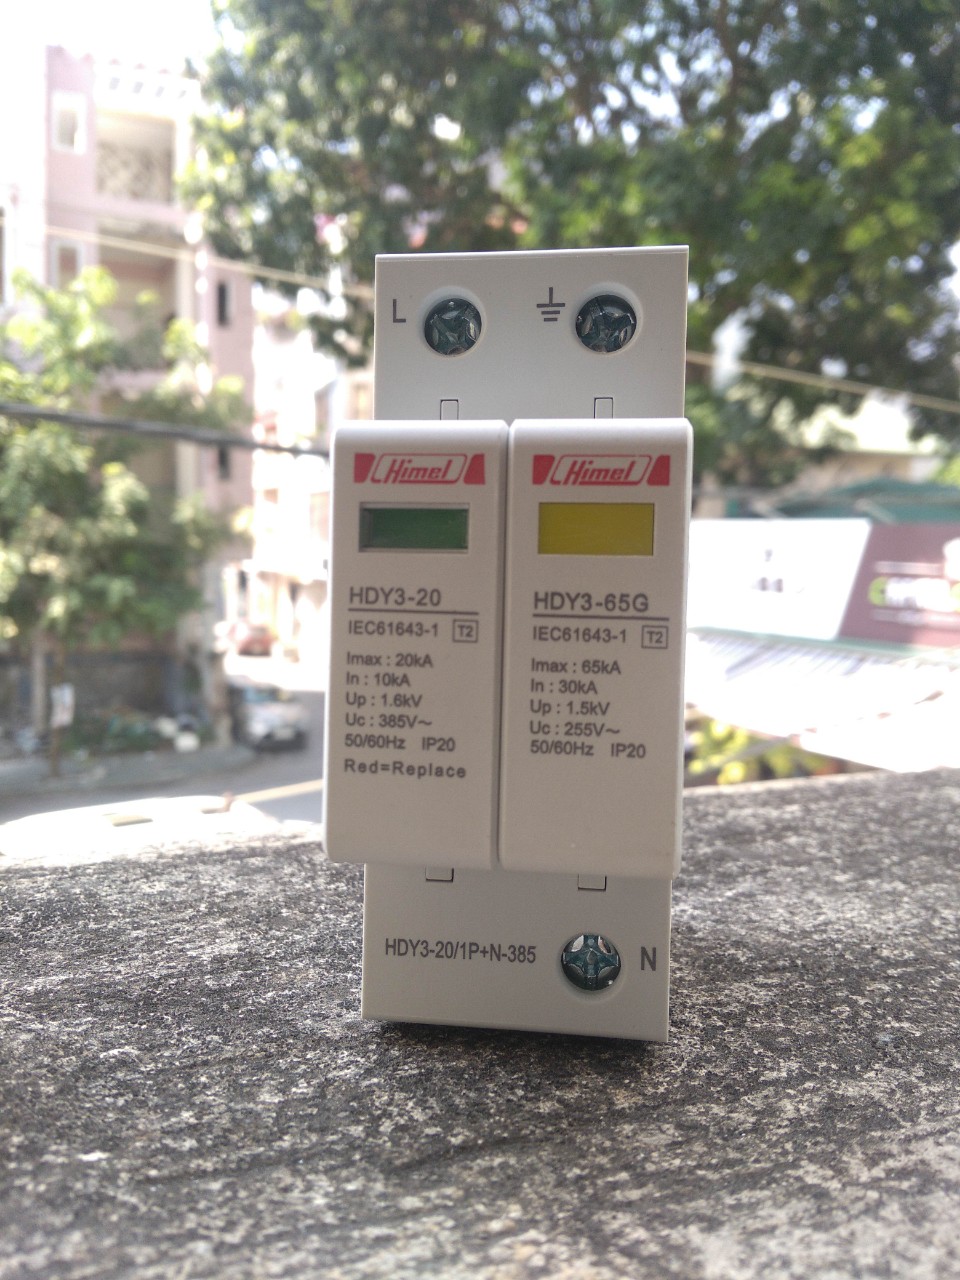 L
Himel
HDY3-20
IEC61643-1 T2
Imax : 20kA
In : 10kA
Up : 1.6kV
Uc : 385V~
50/60Hz IP20
Red=Replace
Himel
HDY3-65G
IEC61643-1 T2
Imax : 65kA
In : 30kA
Up : 1.5kV
Uc : 255V~
50/60Hz IP20
HDY3-20/1P+N-385
N